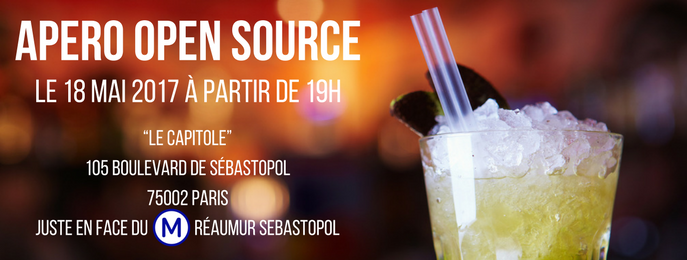 APERO OPEN SOURCE
LE 18 MAI 2017 À PARTIR DE 19H
“LE CAPITOLE”
105 BOULEVARD DE SÉBASTOPOL
75002 PARIS
JUSTE EN FACE DU M RÉAUMUR SEBASTOPOL